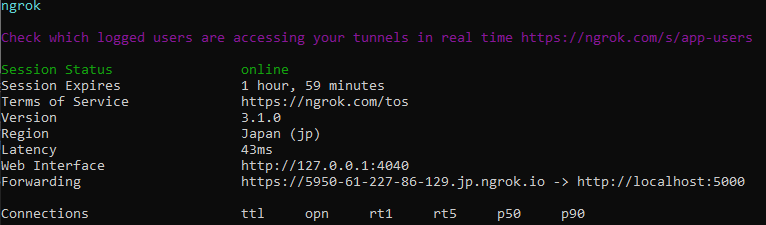 ngrok
Check which logged users are accessing your tunnels in real time https://ngrok.com/s/app-users
Session Status online
Session Expires 1 hour, 59 minutes
Terms of Service https://ngrok.com/tos
Version 3.1.0
Region Japan (jp)
Latency 43ms
Web Interface http://127.0.0.1:4040
Forwarding https://5950-61-227-86-129.jp.ngrok.io -> http://localhost:5000
Connections ttl opn rt1 rt5 p50 p90